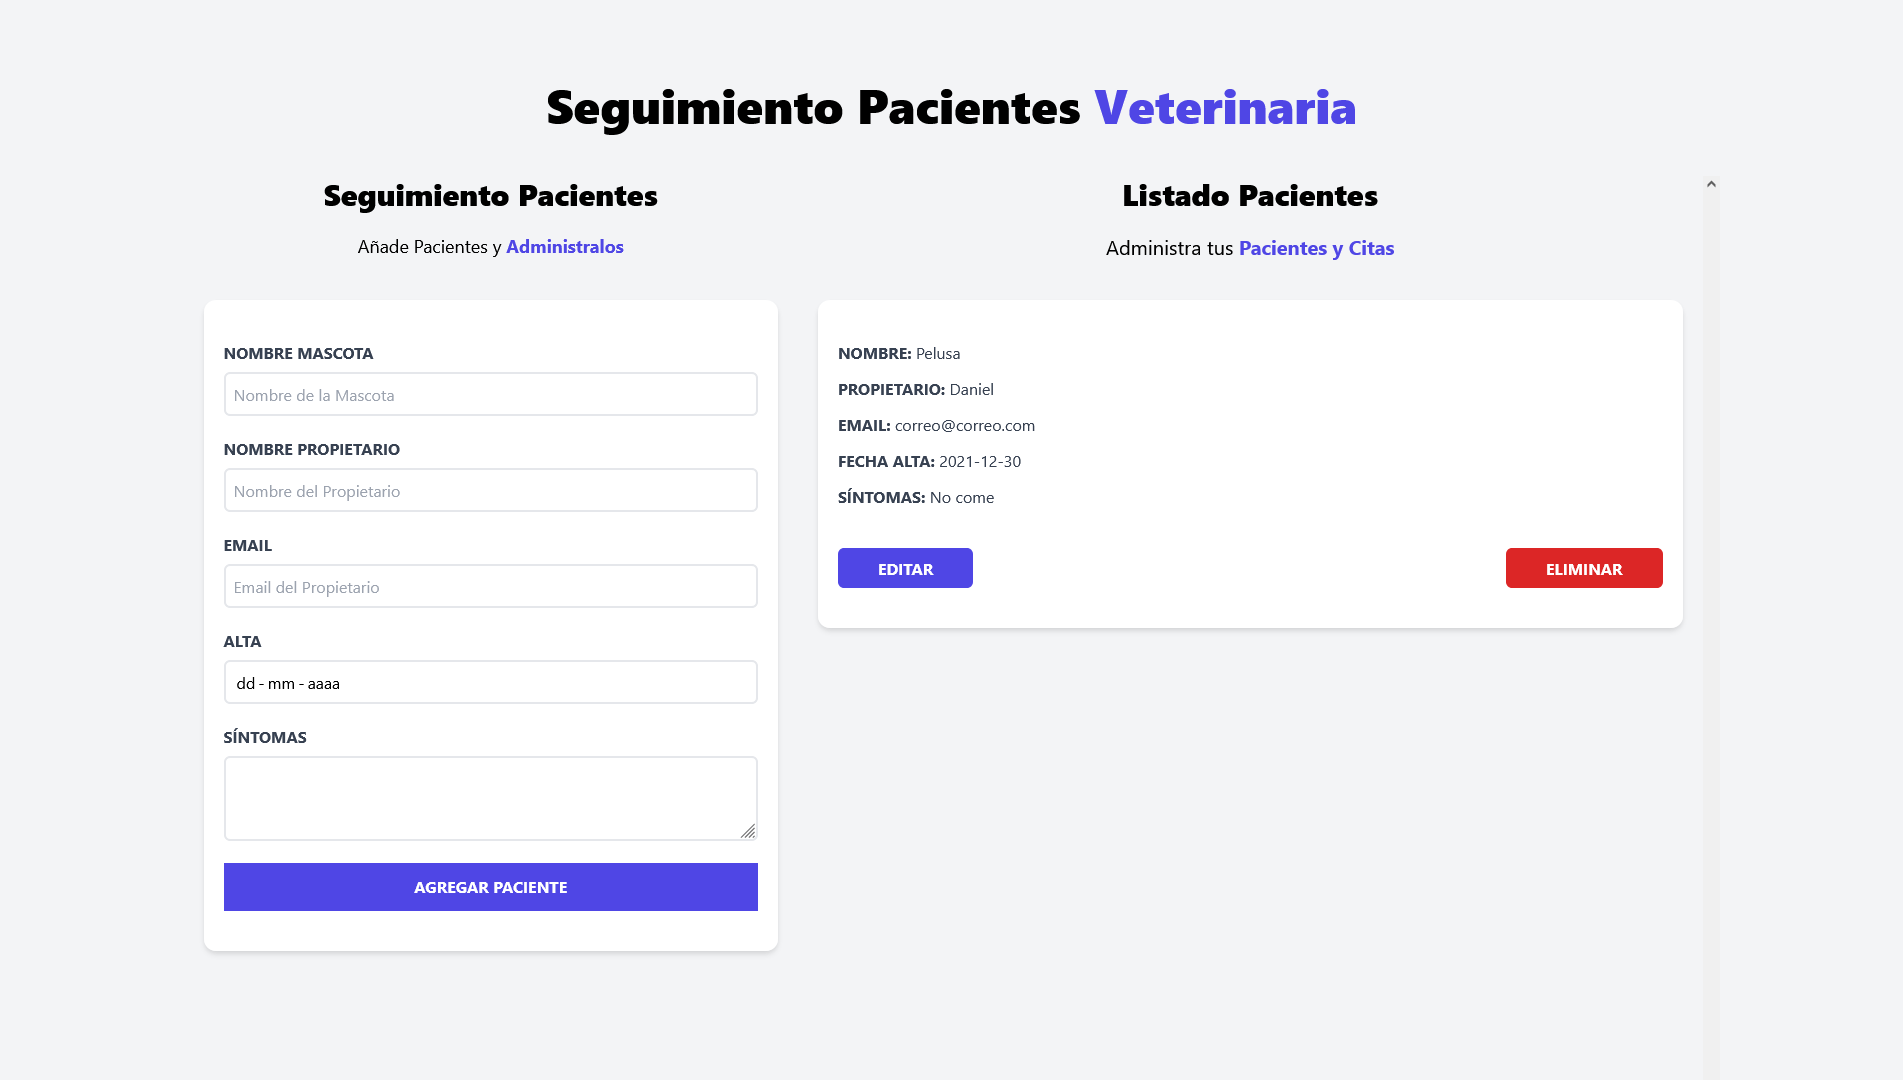 Seguimiento Pacientes Veterinaria
Seguimiento Pacientes
Añade Pacientes y Administralos
NOMBRE MASCOTA
Nombre de la Mascota
NOMBRE PROPIETARIO
Nombre del Propietario
EMAIL
Email del Propietario
ALTA
dd - mm - aaaa
SÍNTOMAS
AGREGAR PACIENTE
Listado Pacientes
Administra tus Pacientes y Citas
NOMBRE: Pelusa
PROPIETARIO: Daniel
EMAIL: correo@correo.com
FECHA ALTA: 2021-12-30
SÍNTOMAS: No come
EDITAR
ELIMINAR